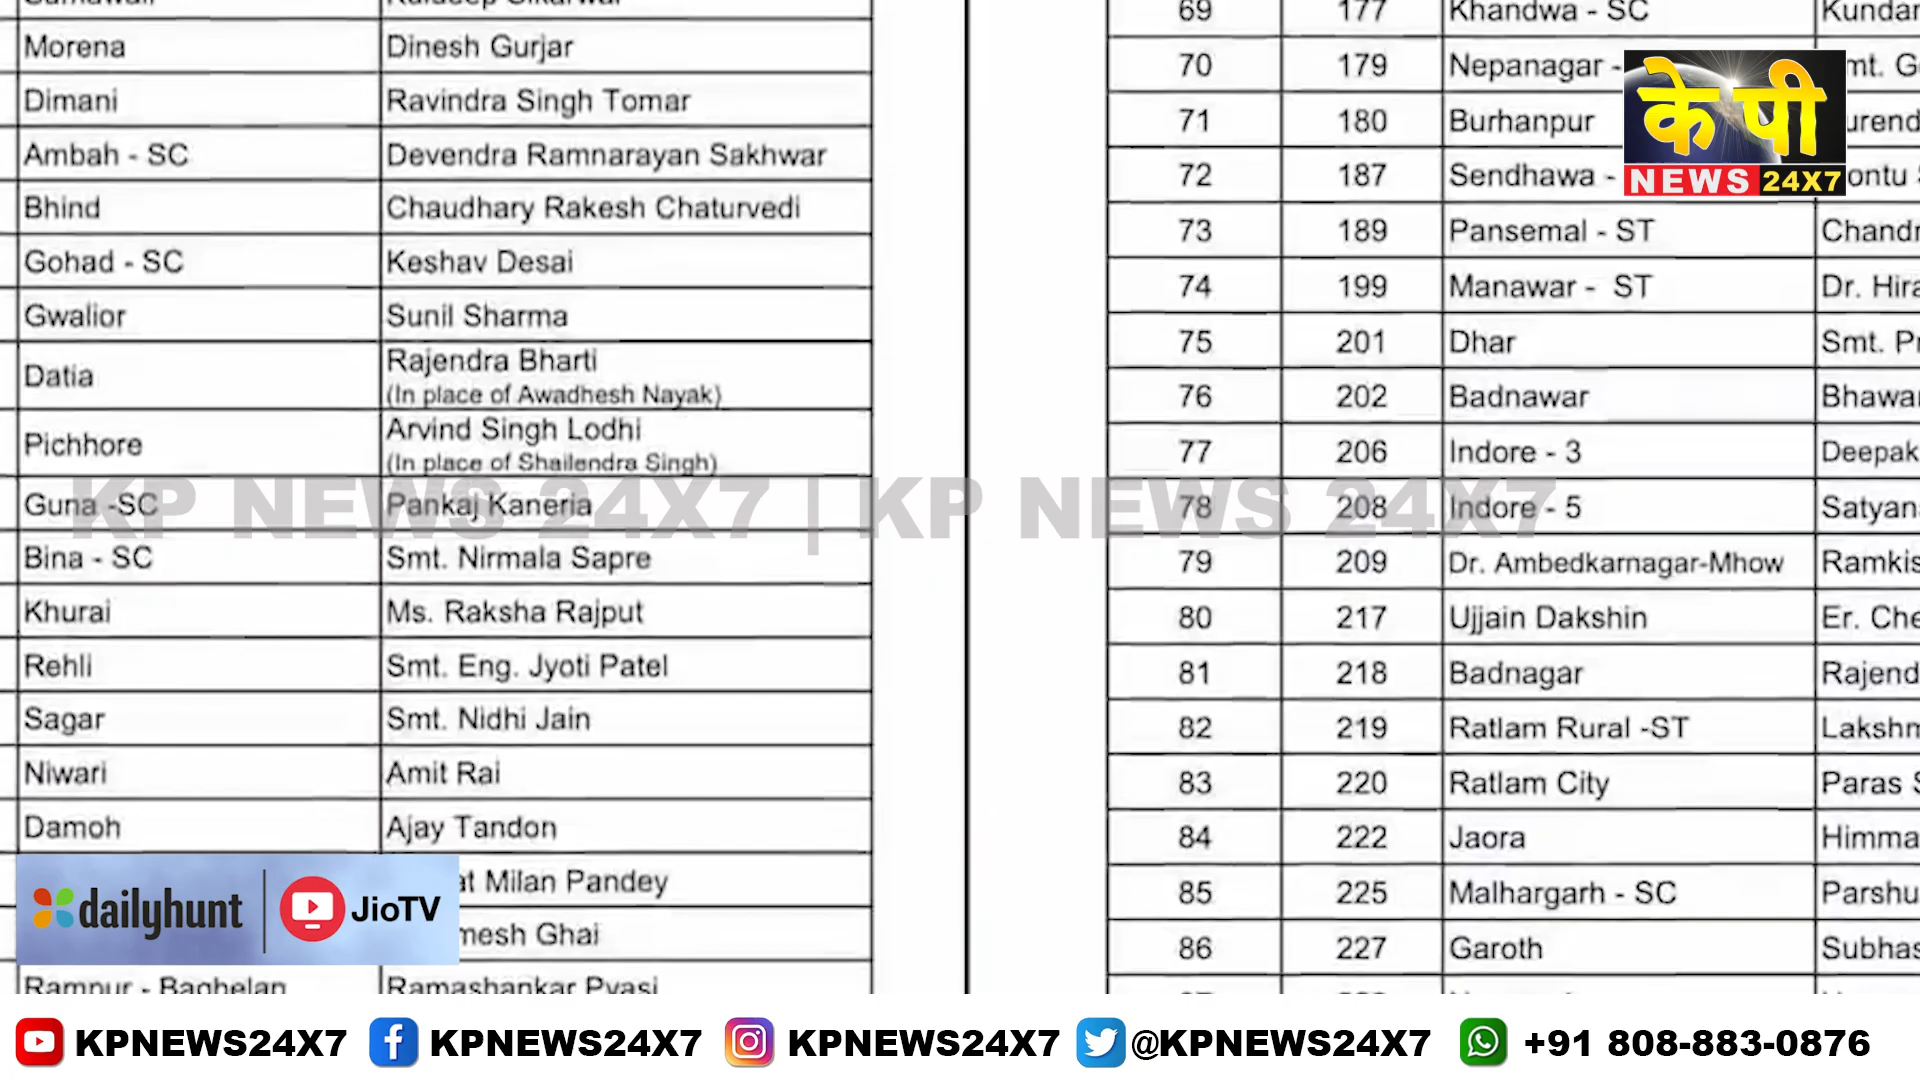 Morena Dinesh Gurjar
Dimani Ravindra Singh Tomar
Ambah - SC Devendra Ramnarayan Sakhwar
Bhind Chaudhary Rakesh Chaturvedi
Gohad - SC Keshav Desai
Gwalior Sunil Sharma
Datia Rajendra Bharti
(In place of Awadhesh Nayak)
Pichhore Arvind Singh Lodhi
(In place of Shailendra Singh)
Guna -SC Pankaj Kaneria
Bina - SC Smt. Nirmala Sapre
Khurai Ms. Raksha Rajput
Rehli Smt. Eng. Jyoti Patel
Sagar Smt. Nidhi Jain
Niwari Amit Rai
Damoh Ajay Tandon
Milan Pandey
Ghai
Rampur - Baghelan Ramashankar Pyasi
69 177 Khandwa - SC
70 179 Nepanagar -
71 180 Burhanpur
72 187 Sendhawa -
73 189 Pansemal - ST
74 199 Manawar - ST Dr.
75 201 Dhar Smt.
76 202 Badnawar
77 206 Indore - 3 Deepak
78 208 Indore - 5
79 209 Dr. Ambedkarnagar-Mhow
80 217 Ujjain Dakshin Er.
81 218 Badnagar
82 219 Ratlam Rural -ST
83 220 Ratlam City Paras
84 222 Jaora
85 225 Malhargarh - SC
86 227 Garoth
के पी
NEWS 24X7
KP NEWS 24X7 | KP NEWS 24X7
dailyhunt | JioTV
KPNEWS24X7 KPNEWS24X7 KPNEWS24X7 @KPNEWS24X7 +91 808-883-0876